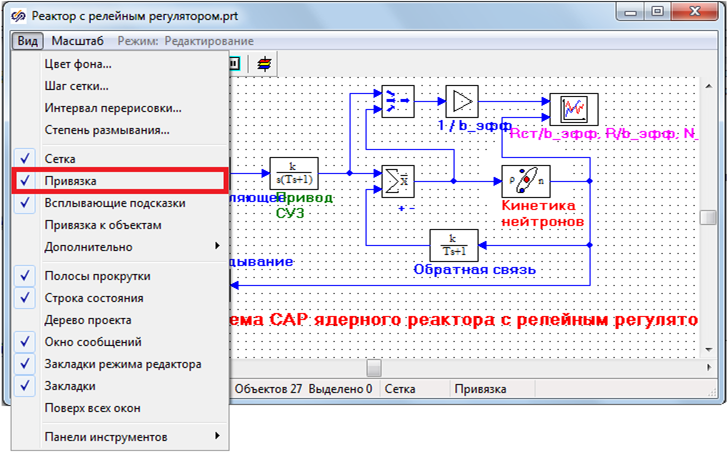 Реактор с релейным регулятором.prt
Вид Масштаб Режим: Редактирование
Цвет фона...
Шаг сетки...
Интервал перерисовки...
Степень размывания...
Сетка
Привязка
Всплывающие подсказки
Привязка к объектам
Дополнительно
Полосы прокрутки
Строка состояния
Дерево проекта
Окно сообщений
Закладки режима редактора
Закладки
Поверх всех окон
Панели инструментов
1 / b_эфф
Rст/b_эфф, R/b_эфф, N_
k
s(Ts+1)
ляющее
Привод
СУЗ
Σ x
+ -
ρ n
Кинетика
нейтронов
k
Ts+1
Обратная связь
дывание
ема САР ядерного реактора с релейным регулято
Объектов 27 Выделено 0 Сетка Привязка